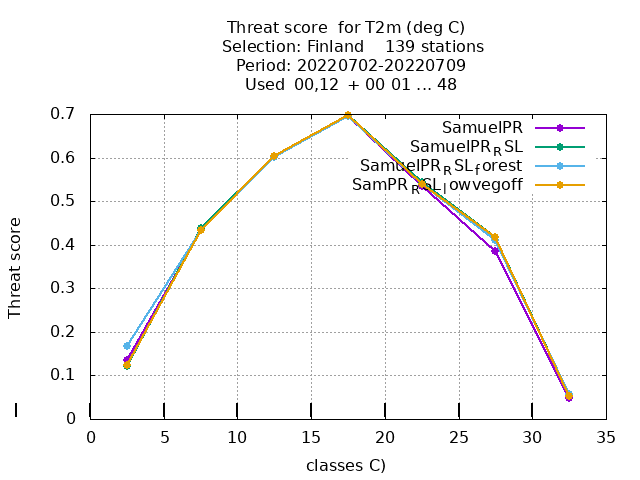 Threat score  for T2m (deg C)
Selection: Finland    139 stations
Period: 20220702-20220709
Used  00,12  + 00 01 ... 48
SamuelPR
SamuelPR_RSL
SamuelPR_RSL_forest
SamPR_RSL_lowvegoff
0.7
0.6
0.5
0.4
0.3
0.2
0.1
0
Threat score
0 5 10 15 20 25 30 35
classes C)